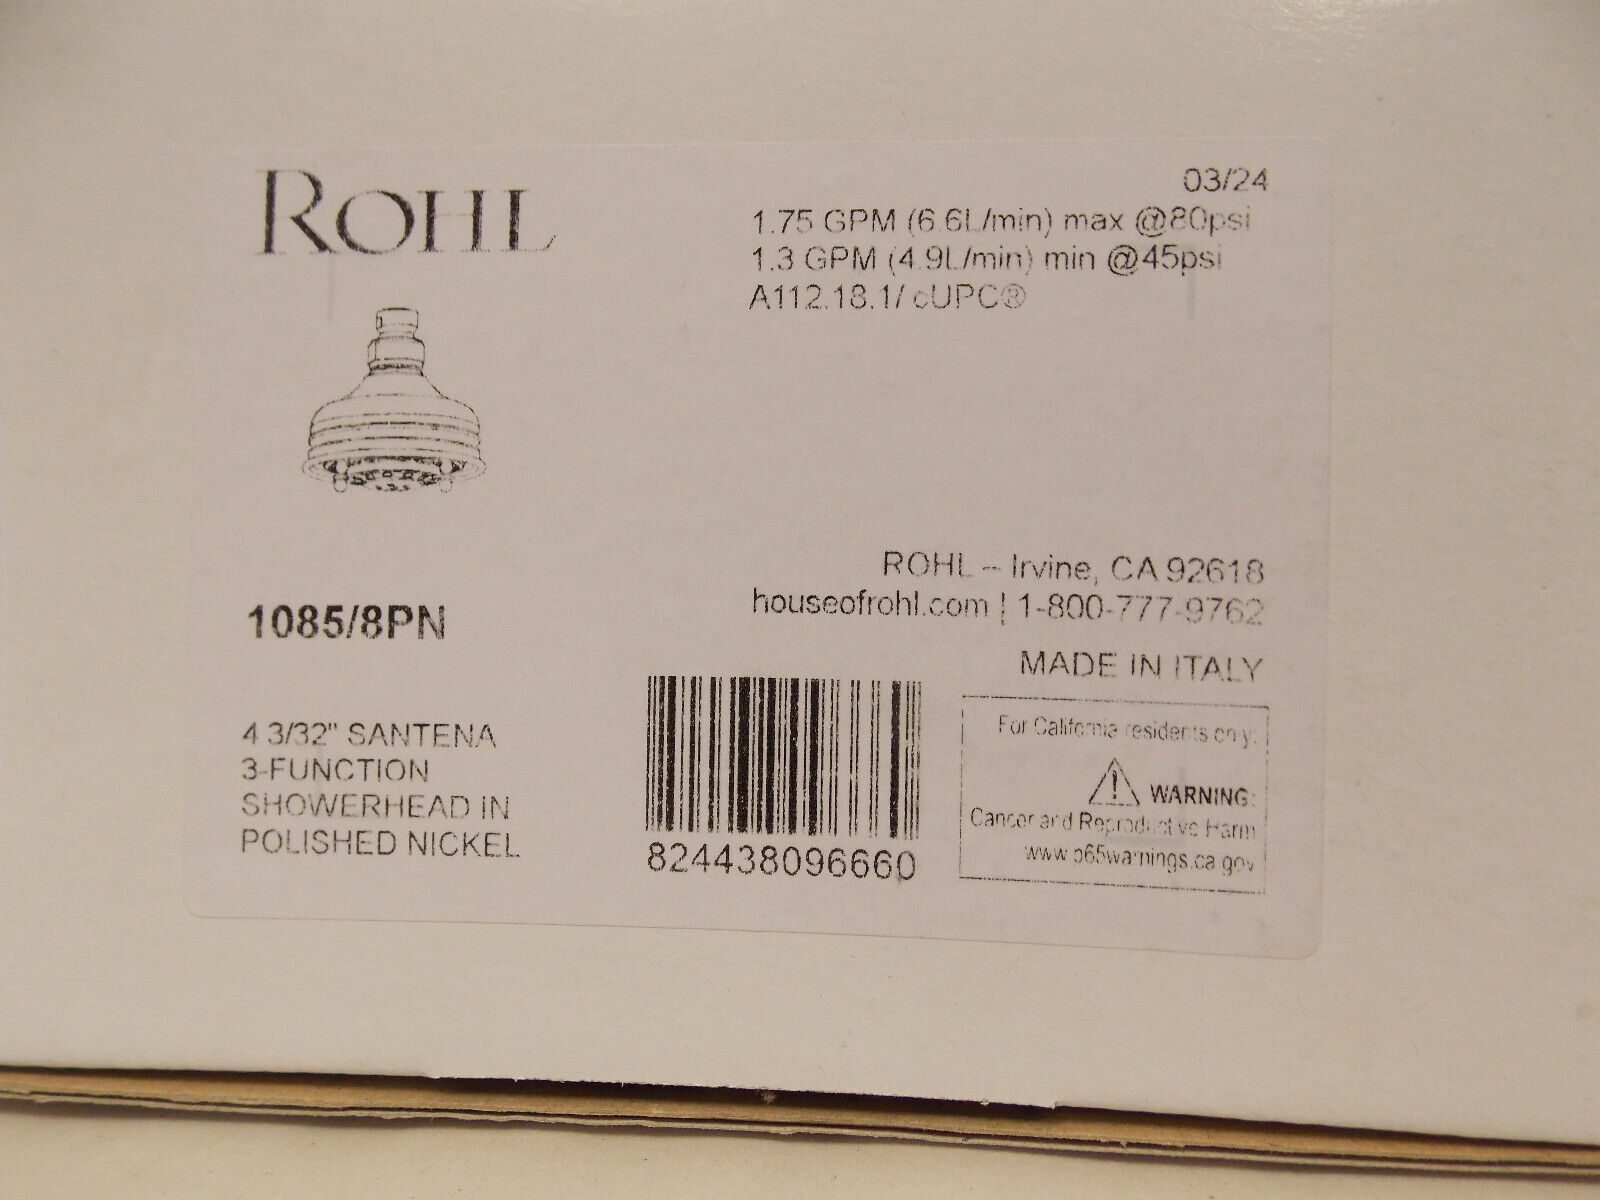 ROHL
03/24
1.75 GPM (6.6L/min) max @80psi
1.3 GPM (4.9L/min) min @45psi
A112.18.1/ cUPC®
ROHL – Irvine, CA 92618
houseofrohl.com | 1-800-777-9762
MADE IN ITALY
1085/8PN
4 3/32" SANTENA
3-FUNCTION
SHOWERHEAD IN
POLISHED NICKEL
824438096660
For California residents only:
WARNING:
Cancer and Reproductive Harm
www.p65warnings.ca.gov